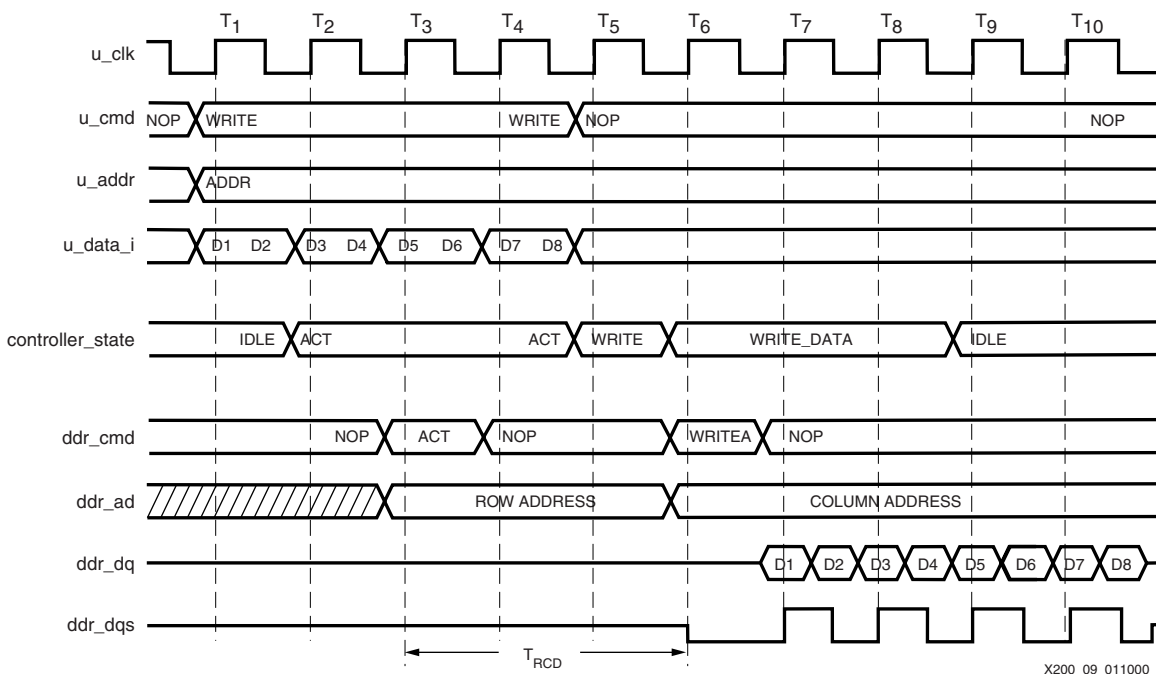 T1 T2 T3 T4 T5 T6 T7 T8 T9 T10
u_clk
u_cmd NOP WRITE WRITE NOP NOP
u_addr ADDR
u_data_i D1 D2 D3 D4 D5 D6 D7 D8
controller_state IDLE ACT ACT WRITE WRITE_DATA IDLE
ddr_cmd NOP ACT NOP WRITEA NOP
ddr_ad ROW ADDRESS COLUMN ADDRESS
ddr_dq D1 D2 D3 D4 D5 D6 D7 D8
ddr_dqs
TRCD
X200_09_011000